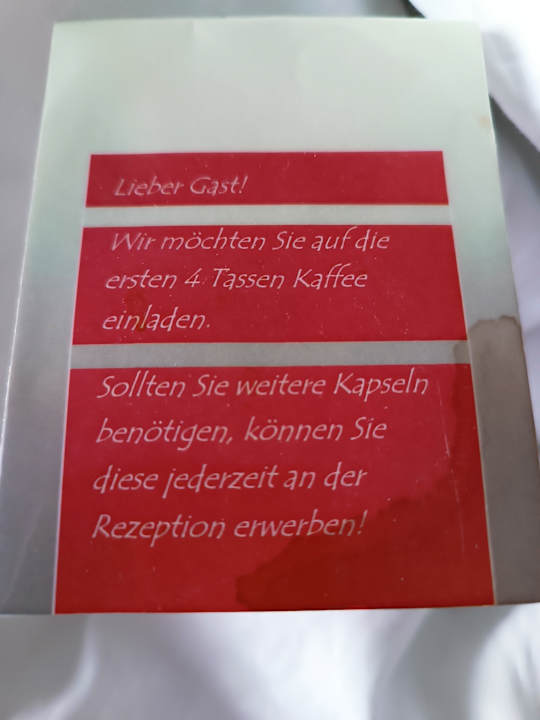 Lieber Gast!
Wir möchten Sie auf die
ersten 4 Tassen Kaffee
einladen.
Sollten Sie weitere Kapseln
benötigen, können Sie
diese jederzeit an der
Rezeption erwerben!